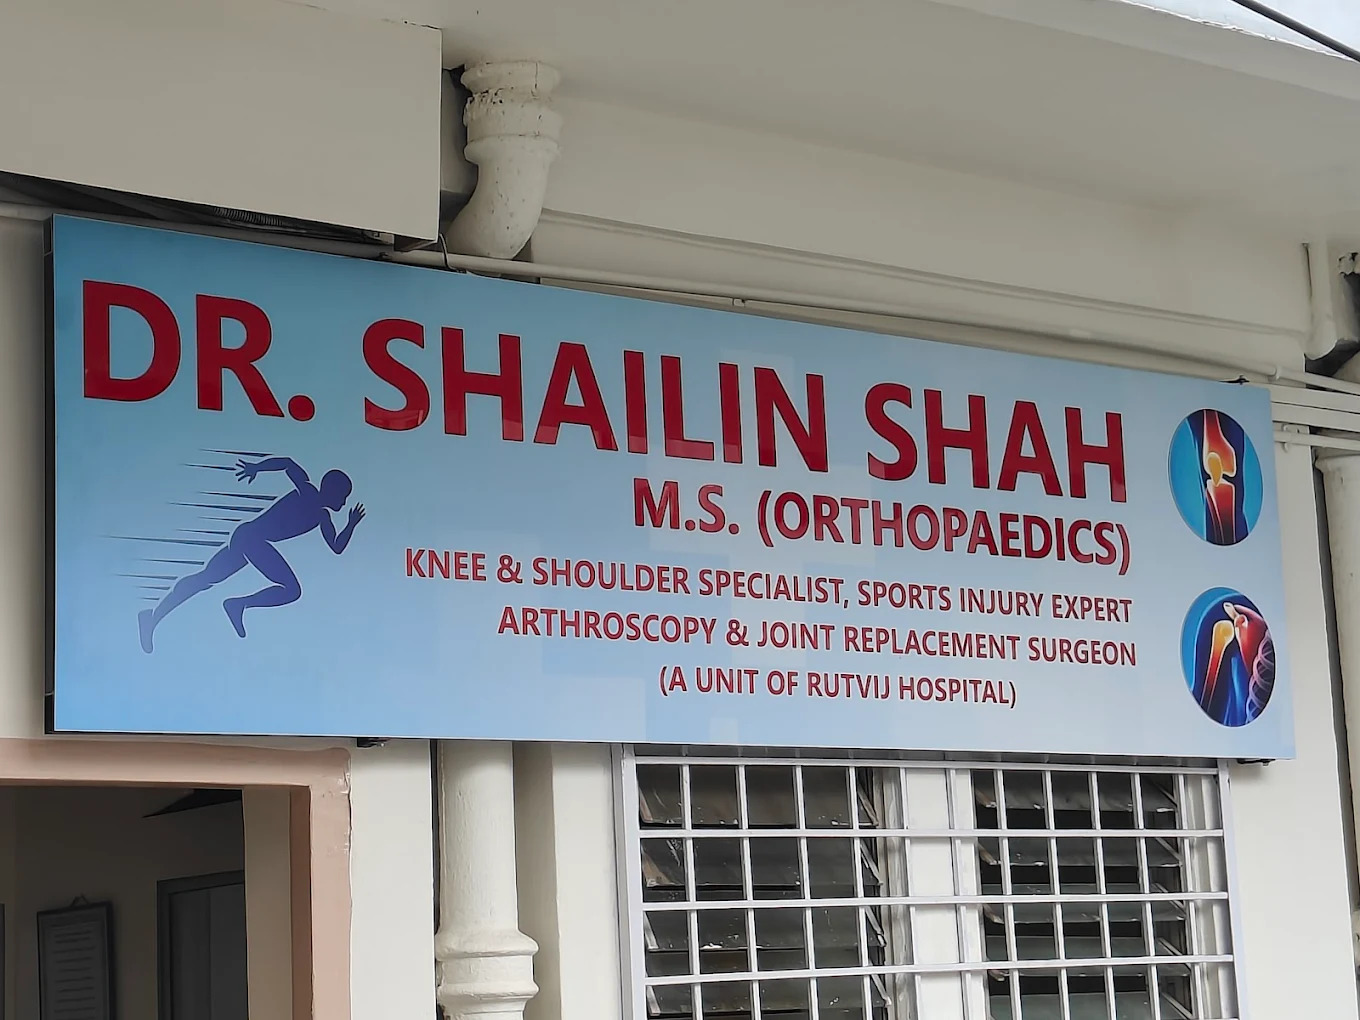 DR. SHAILIN SHAH
M.S. (ORTHOPAEDICS)
KNEE & SHOULDER SPECIALIST, SPORTS INJURY EXPERT
ARTHROSCOPY & JOINT REPLACEMENT SURGEON
(A UNIT OF RUTVIJ HOSPITAL)